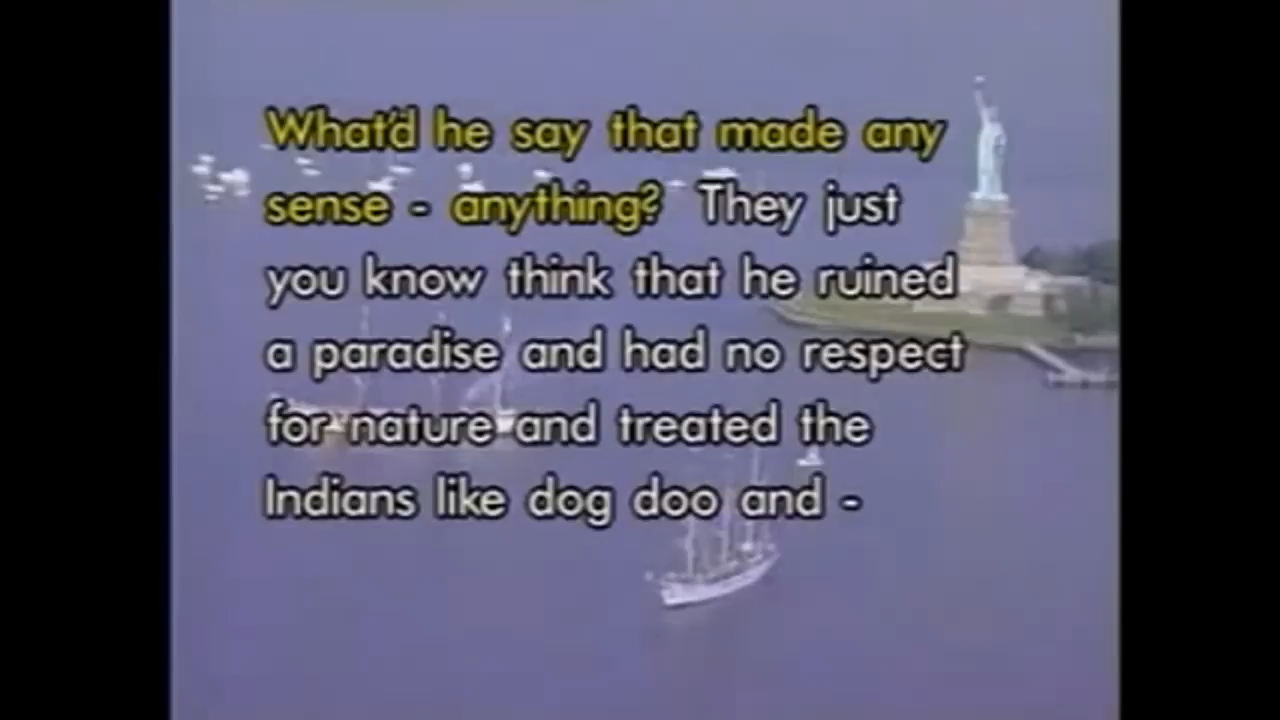 What'd he say that made any
sense - anything? They just
you know think that he ruined
a paradise and had no respect
for nature and treated the
Indians like dog doo and -